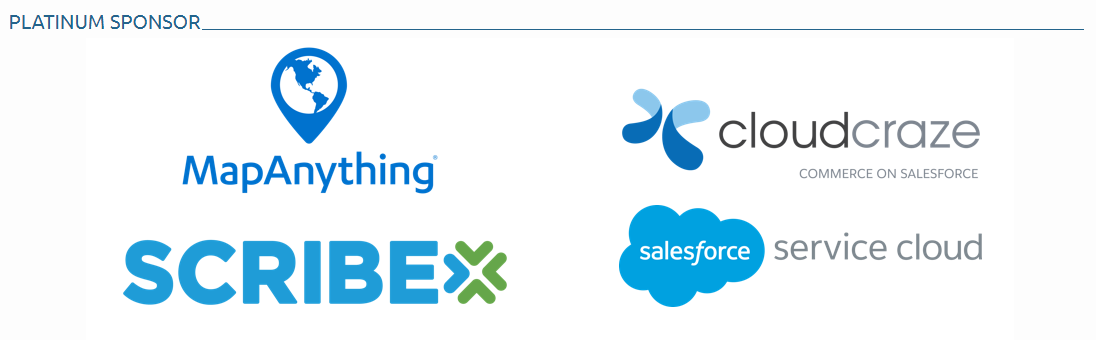 PLATINUM SPONSOR
MapAnything®
cloudcraze
COMMERCE ON SALESFORCE
SCRIBE
salesforce service cloud